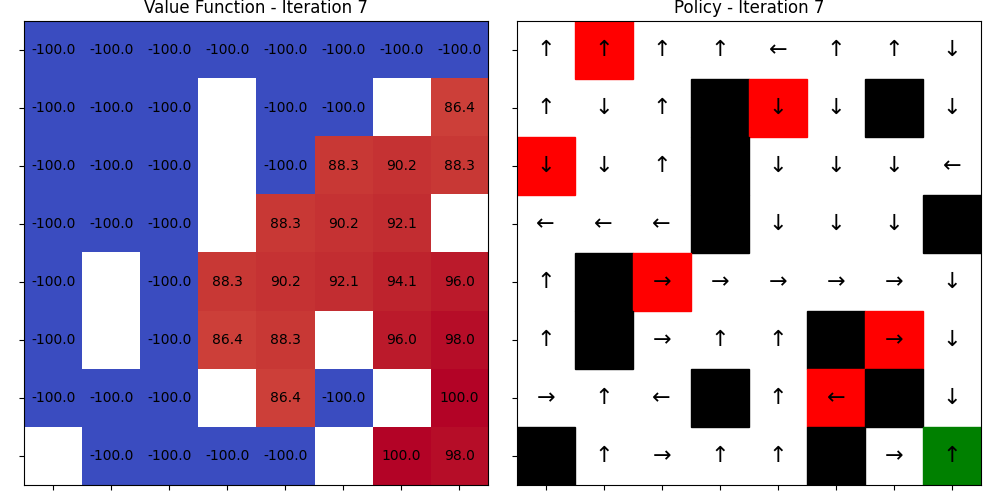 Value Function - Iteration 7 Policy - Iteration 7
-100.0 -100.0 -100.0 -100.0 -100.0 -100.0 -100.0 -100.0 ↑ ↑ ↑ ↑ ← ↑ ↑ ↓
-100.0 -100.0 -100.0 -100.0 -100.0 86.4 ↑ ↓ ↑ ↓ ↓ ↓
-100.0 -100.0 -100.0 -100.0 88.3 90.2 88.3 ↓ ↓ ↑ ↓ ↓ ↓ ←
-100.0 -100.0 -100.0 88.3 90.2 92.1 ← ← ← ↓ ↓ ↓
-100.0 -100.0 88.3 90.2 92.1 94.1 96.0 ↑ → → → → → ↓
-100.0 -100.0 86.4 88.3 96.0 98.0 ↑ → ↑ ↑ → ↓
-100.0 -100.0 -100.0 86.4 -100.0 100.0 → ↑ ← ↑ ← ↓
-100.0 -100.0 -100.0 -100.0 100.0 98.0 ↑ → ↑ ↑ → ↑